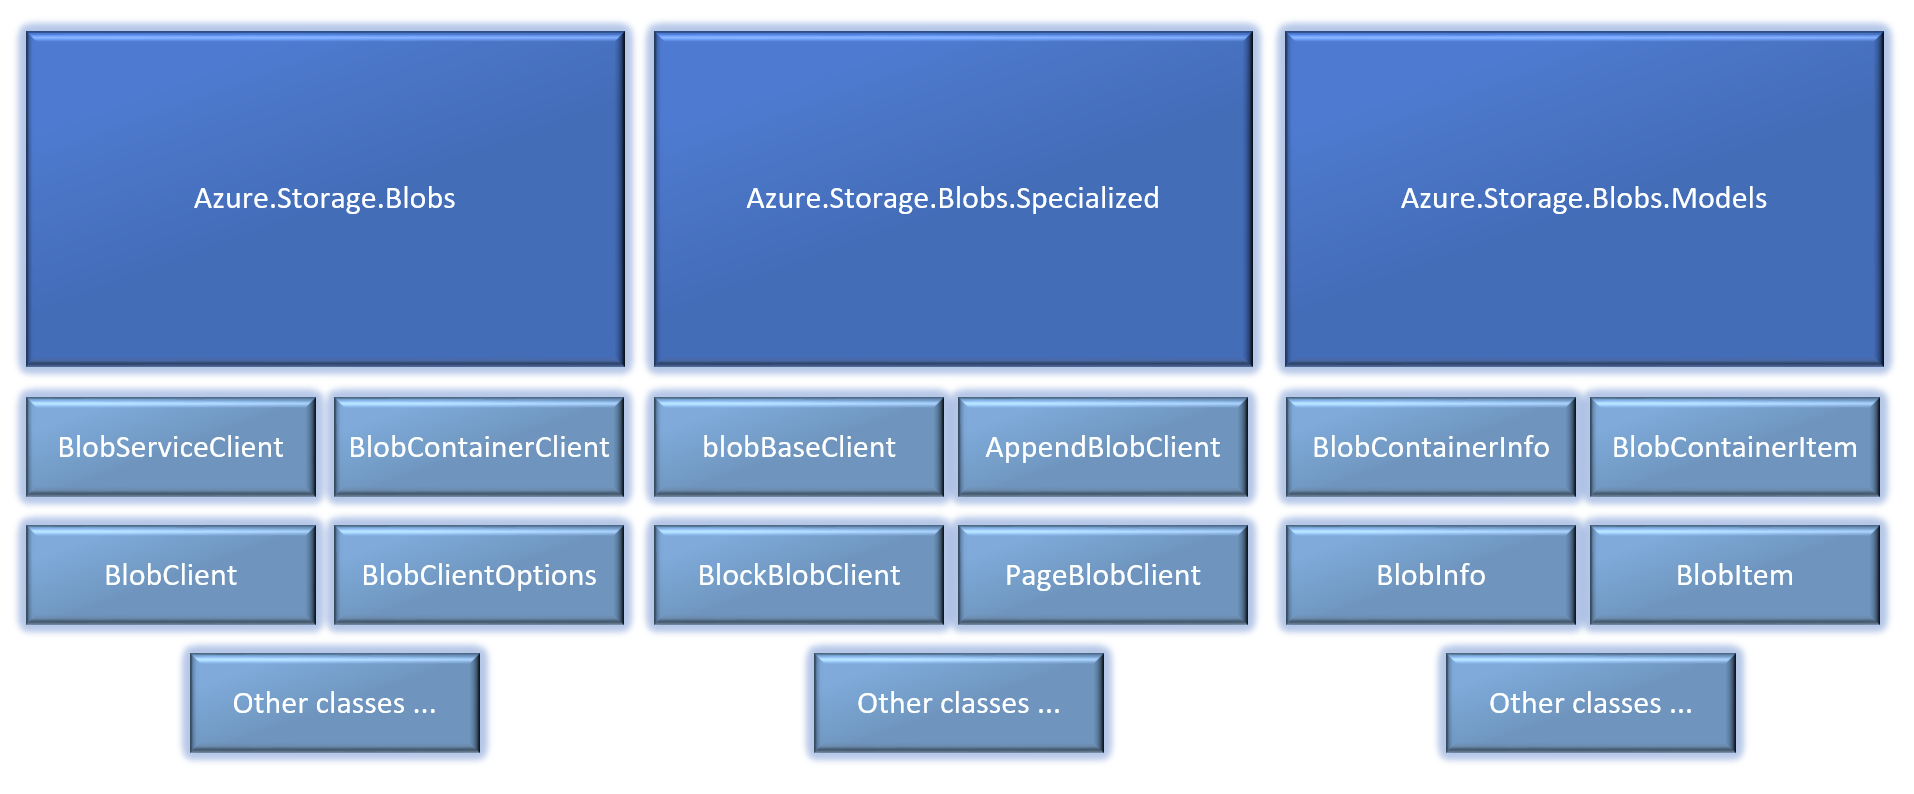 Azure.Storage.Blobs
Azure.Storage.Blobs.Specialized
Azure.Storage.Blobs.Models
BlobServiceClient
BlobContainerClient
blobBaseClient
AppendBlobClient
BlobContainerInfo
BlobContainerItem
BlobClient
BlobClientOptions
BlockBlobClient
PageBlobClient
BlobInfo
BlobItem
Other classes ...
Other classes ...
Other classes ...